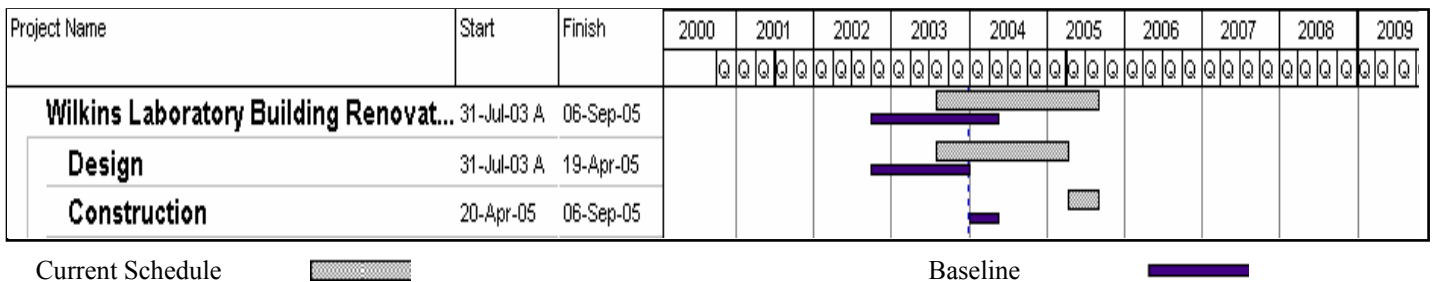 Project Name Start Finish 2000 2001 2002 2003 2004 2005 2006 2007 2008 2009
Q Q Q Q Q Q Q Q Q Q Q Q Q Q Q Q Q Q Q Q Q Q Q Q Q Q Q Q Q Q Q Q Q Q Q Q
Wilkins Laboratory Building Renovat... 31-Jul-03 A 06-Sep-05
Design 31-Jul-03 A 19-Apr-05
Construction 20-Apr-05 06-Sep-05
Current Schedule Baseline